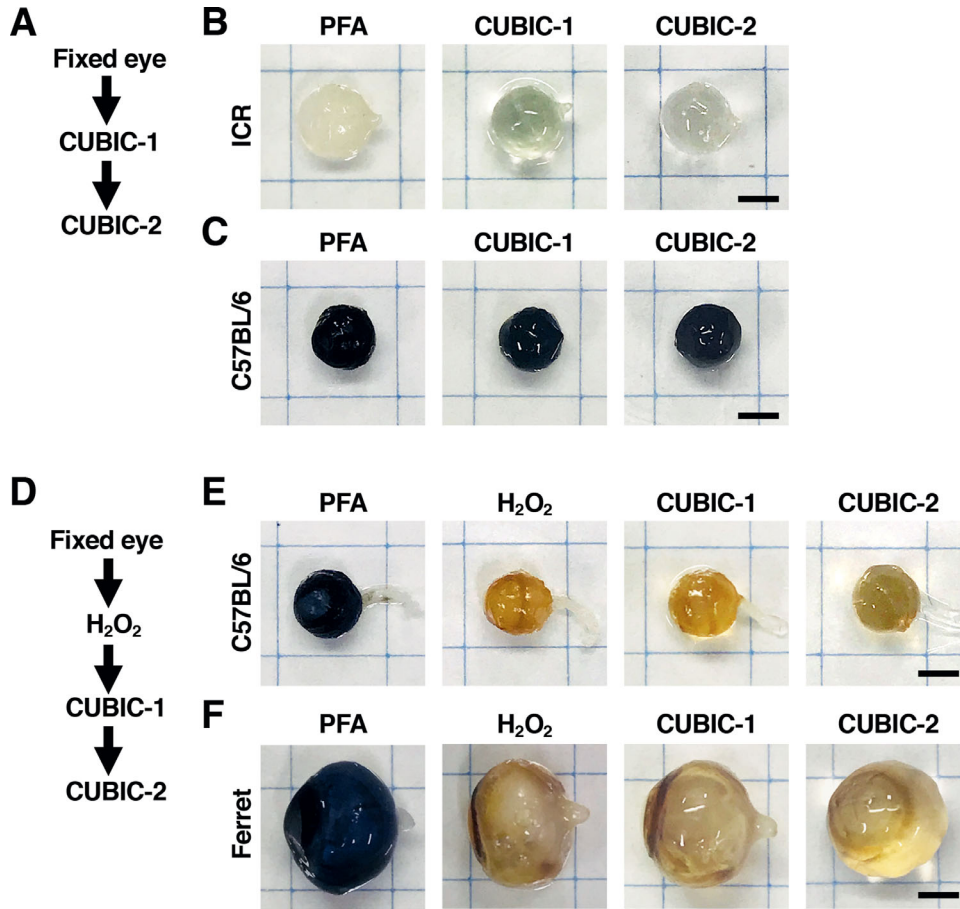 A
Fixed eye
CUBIC-1
CUBIC-2
B
PFA
CUBIC-1
CUBIC-2
ICR
C
PFA
CUBIC-1
CUBIC-2
C57BL/6
D
Fixed eye
H₂O₂
CUBIC-1
CUBIC-2
E
PFA
H₂O₂
CUBIC-1
CUBIC-2
C57BL/6
F
PFA
H₂O₂
CUBIC-1
CUBIC-2
Ferret